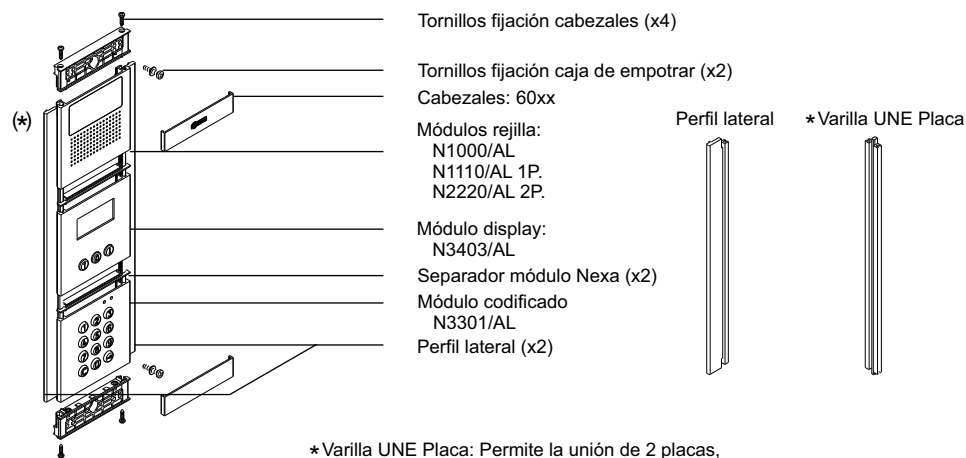 Tornillos fijación cabezales (x4)
Tornillos fijación caja de empotrar (x2)
Cabezales: 60xx
(*)
Módulos rejilla:
N1000/AL
N1110/AL 1P.
N2220/AL 2P.
Perfil lateral
*Varilla UNE Placa
Módulo display:
N3403/AL
Separador módulo Nexa (x2)
Módulo codificado
N3301/AL
Perfil lateral (x2)
*Varilla UNE Placa: Permite la unión de 2 placas,